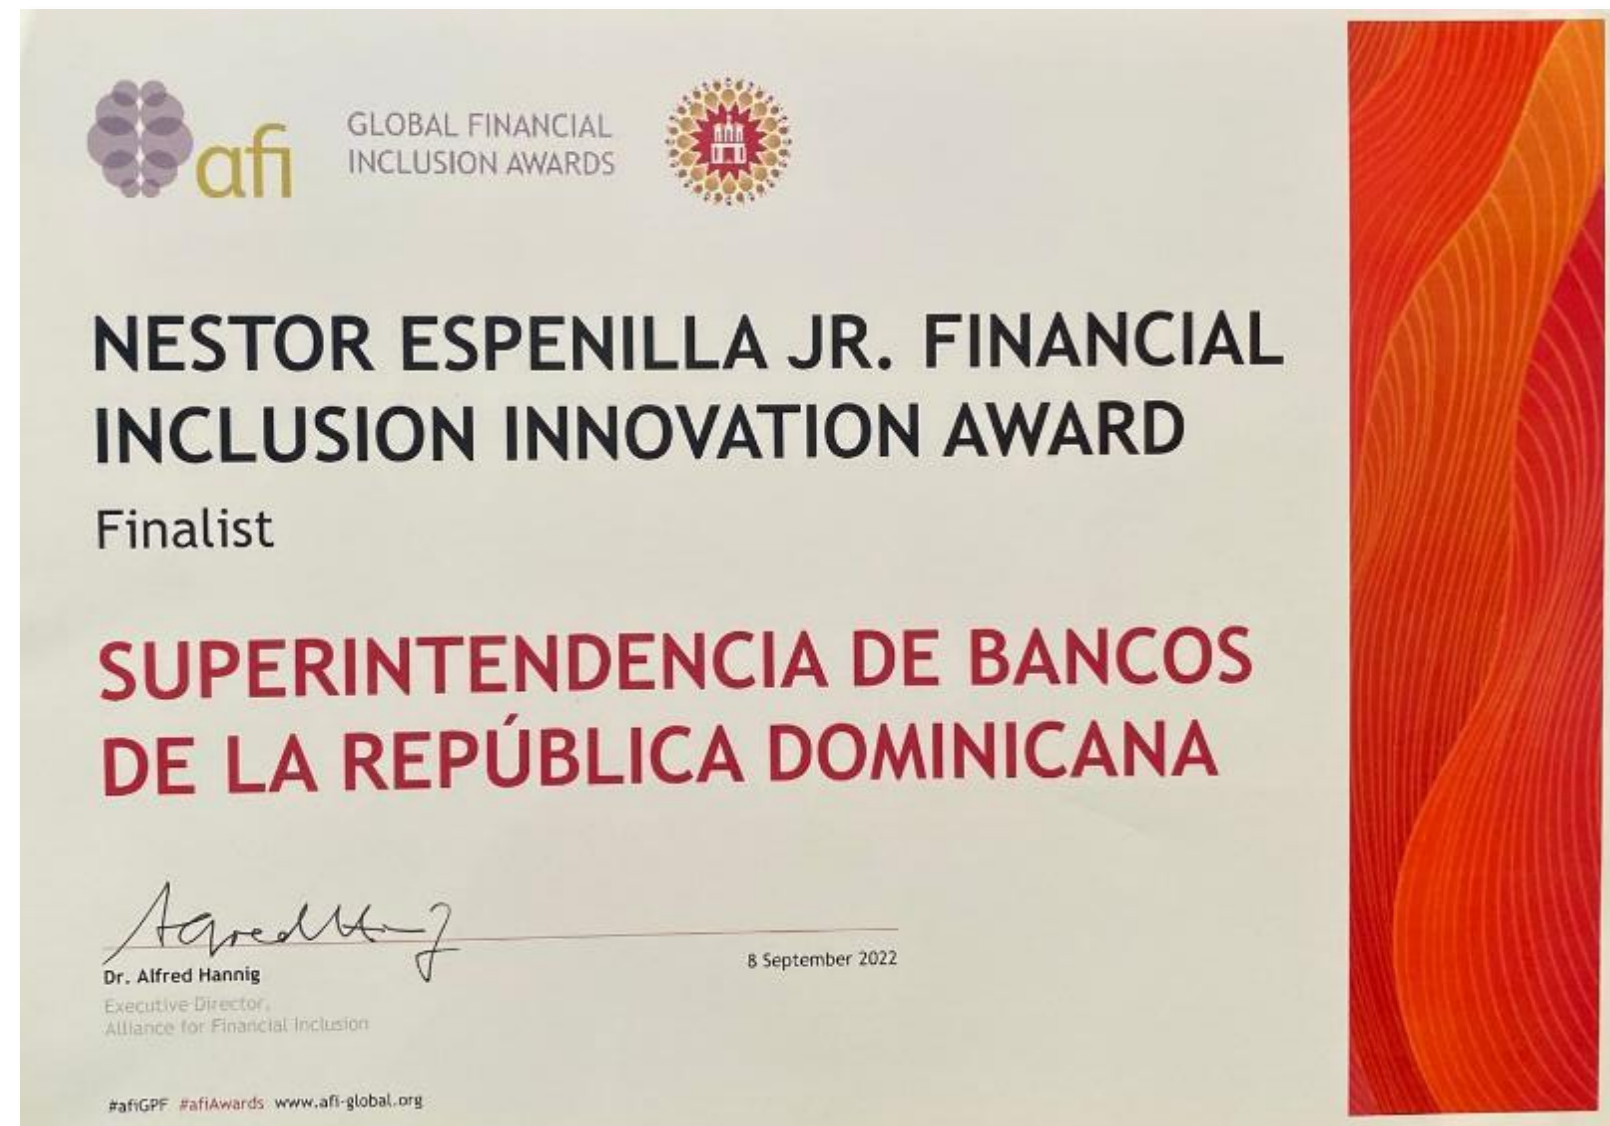 afi
GLOBAL FINANCIAL
INCLUSION AWARDS
NESTOR ESPENILLA JR. FINANCIAL
INCLUSION INNOVATION AWARD
Finalist
SUPERINTENDENCIA DE BANCOS
DE LA REPÚBLICA DOMINICANA
Dr. Alfred Hannig
8 September 2022
Executive Director,
Alliance for Financial Inclusion
#afiGPF #afiAwards www.afi-global.org